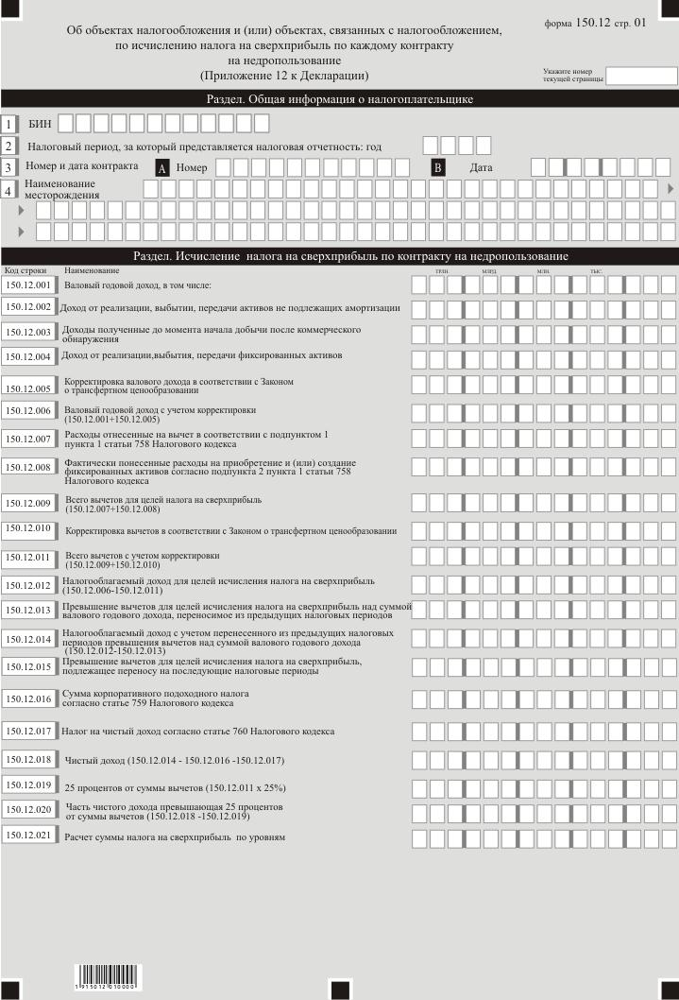 форма 150.12 стр. 01
Об объектах налогообложения и (или) объектах, связанных с налогообложением,
по исчислению налога на сверхприбыль по каждому контракту
на недропользование
(Приложение 12 к Декларации)
Укажите номер
текущей страницы
Раздел. Общая информация о налогоплательщике
1 БИН
2 Налоговый период, за который представляется налоговая отчетность: год
3 Номер и дата контракта A Номер B Дата
4 Наименование
месторождения
Раздел. Исчисление налога на сверхприбыль по контракту на недропользование
Код строки Наименование трлн. млрд. млн. тыс.
150.12.001 Валовый годовой доход, в том числе:
150.12.002 Доход от реализации, выбытии, передачи активов не подлежащих амортизации
150.12.003 Доходы полученные до момента начала добычи после коммерческого
обнаружения
150.12.004 Доход от реализации,выбытия, передачи фиксированных активов
150.12.005 Корректировка валового дохода в соответствии с Законом
о трансфертном ценообразовании
150.12.006 Валовый годовой доход с учетом корректировки
(150.12.001+150.12.005)
150.12.007 Расходы отнесенные на вычет в соответствии с подпунктом 1
пункта 1 статьи 758 Налогового кодекса
150.12.008 Фактически понесенные расходы на приобретение и (или) создание
фиксированных активов согласно подпункта 2 пункта 1 статьи 758
Налогового кодекса
150.12.009 Всего вычетов для целей налога на сверхприбыль
(150.12.007+150.12.008)
150.12.010 Корректировка вычетов в соответствии с Законом о трансфертном ценообразовании
150.12.011 Всего вычетов с учетом корректировки
(150.12.009+150.12.010)
150.12.012 Налогооблагаемый доход для целей исчисления налога на сверхприбыль
(150.12.006-150.12.011)
150.12.013 Превышение вычетов для целей исчисления налога на сверхприбыль над суммой
валового годового дохода, переносимое из предыдущих налоговых периодов
150.12.014 Налогооблагаемый доход с учетом перенесенного из предыдущих налоговых
периодов превышения вычетов над суммой валового годового дохода
(150.12.012-150.12.013)
150.12.015 Превышение вычетов для целей исчисления налога на сверхприбыль,
подлежащее переносу на последующие налоговые периоды
150.12.016 Сумма корпоративного подоходного налога
согласно статье 759 Налогового кодекса
150.12.017 Налог на чистый доход согласно статье 760 Налогового кодекса
150.12.018 Чистый доход (150.12.014 - 150.12.016 -150.12.017)
150.12.019 25 процентов от суммы вычетов (150.12.011 х 25%)
150.12.020 Часть чистого дохода превышающая 25 процентов
от суммы вычетов (150.12.018 -150.12.019)
150.12.021 Расчет суммы налога на сверхприбыль по уровням
1915012010000